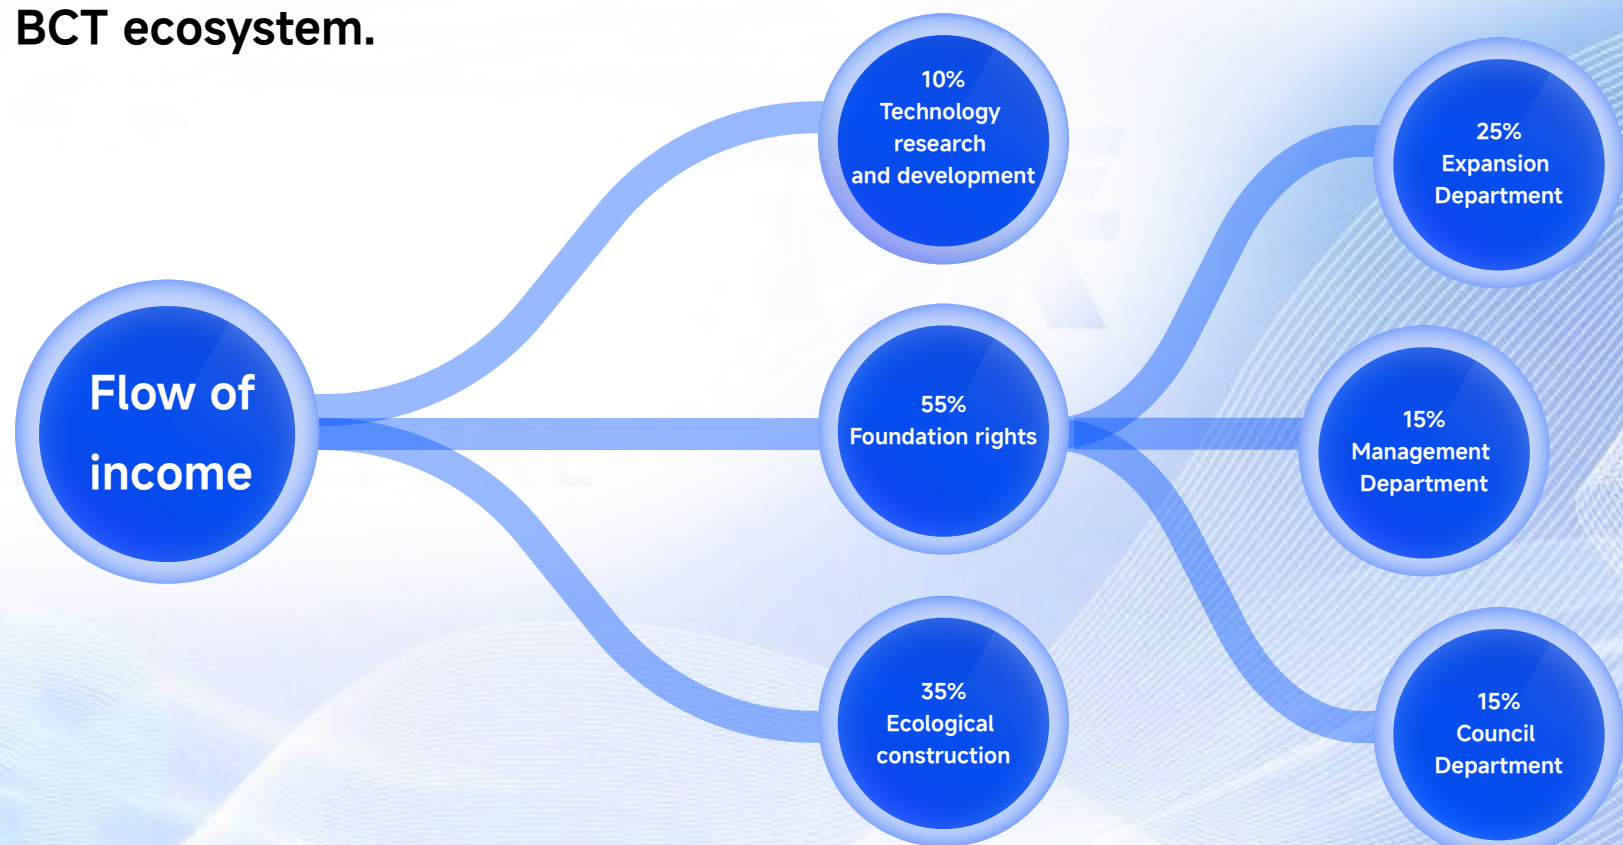 BCT ecosystem.
Flow of
income
10%
Technology
research
and development
55%
Foundation rights
35%
Ecological
construction
25%
Expansion
Department
15%
Management
Department
15%
Council
Department